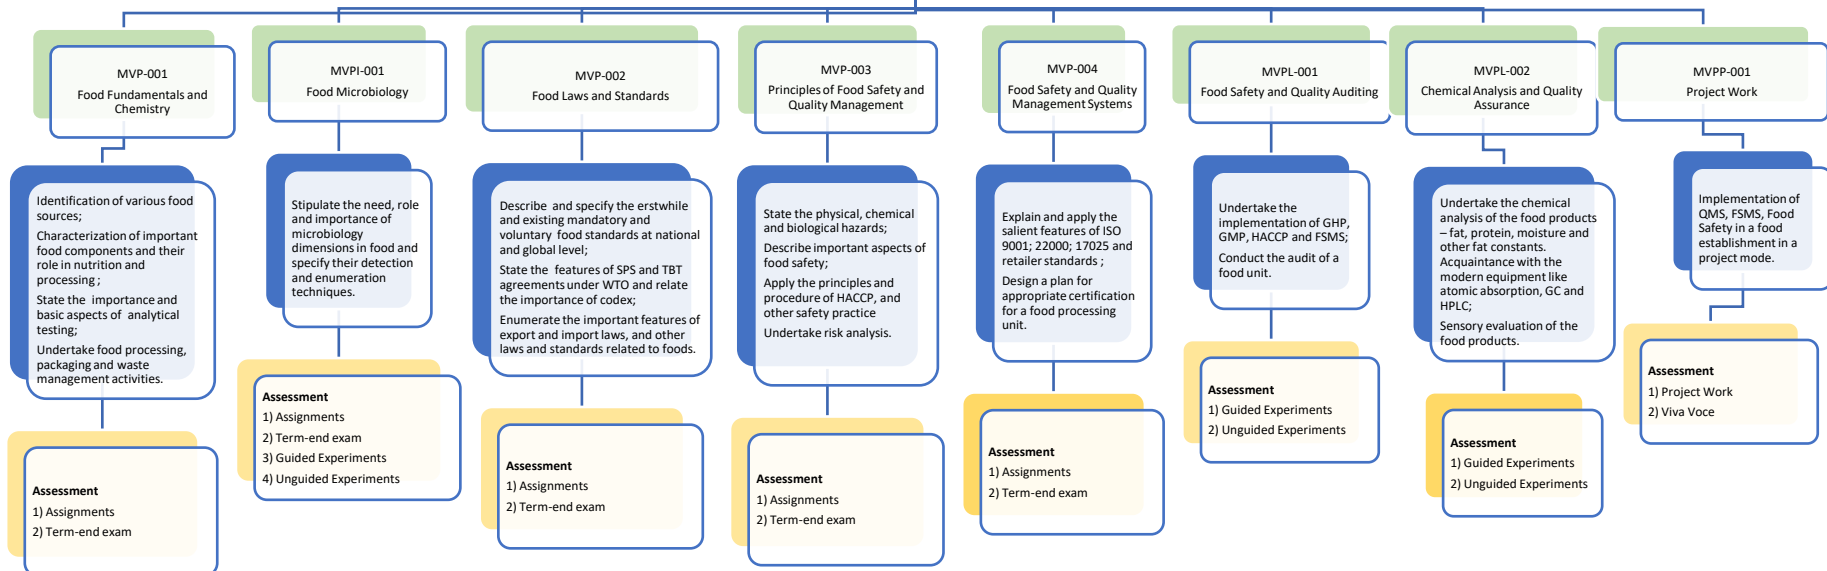 MVP-001
Food Fundamentals and
Chemistry
MVPI-001
Food Microbiology
MVP-002
Food Laws and Standards
MVP-003
Principles of Food Safety and
Quality Management
MVP-004
Food Safety and Quality
Management Systems
MVPL-001
Food Safety and Quality Auditing
MVPL-002
Chemical Analysis and Quality
Assurance
MVPP-001
Project Work
Identification of various food
sources;
Characterization of important
food components and their
role in nutrition and
processing ;
State the importance and
basic aspects of analytical
testing;
Undertake food processing,
packaging and waste
management activities.
Stipulate the need, role
and importance of
microbiology
dimensions in food and
specify their detection
and enumeration
techniques.
Describe and specify the erstwhile
and existing mandatory and
voluntary food standards at national
and global level;
State the features of SPS and TBT
agreements under WTO and relate
the importance of codex;
Enumerate the important features of
export and import laws, and other
laws and standards related to foods.
State the physical, chemical
and biological hazards;
Describe important aspects of
food safety;
Apply the principles and
procedure of HACCP, and
other safety practice
Undertake risk analysis.
Explain and apply the
salient features of ISO
9001; 22000; 17025 and
retailer standards ;
Design a plan for
appropriate certification
for a food processing
unit.
Undertake the
implementation of GHP,
GMP, HACCP and FSMS;
Conduct the audit of a
food unit.
Undertake the chemical
analysis of the food products
– fat, protein, moisture and
other fat constants.
Acquaintance with the
modern equipment like
atomic absorption, GC and
HPLC;
Sensory evaluation of the
food products.
Implementation of
QMS, FSMS, Food
Safety in a food
establishment in a
project mode.
Assessment
1) Assignments
2) Term-end exam
Assessment
1) Assignments
2) Term-end exam
3) Guided Experiments
4) Unguided Experiments
Assessment
1) Assignments
2) Term-end exam
Assessment
1) Assignments
2) Term-end exam
Assessment
1) Assignments
2) Term-end exam
Assessment
1) Guided Experiments
2) Unguided Experiments
Assessment
1) Guided Experiments
2) Unguided Experiments
Assessment
1) Project Work
2) Viva Voce